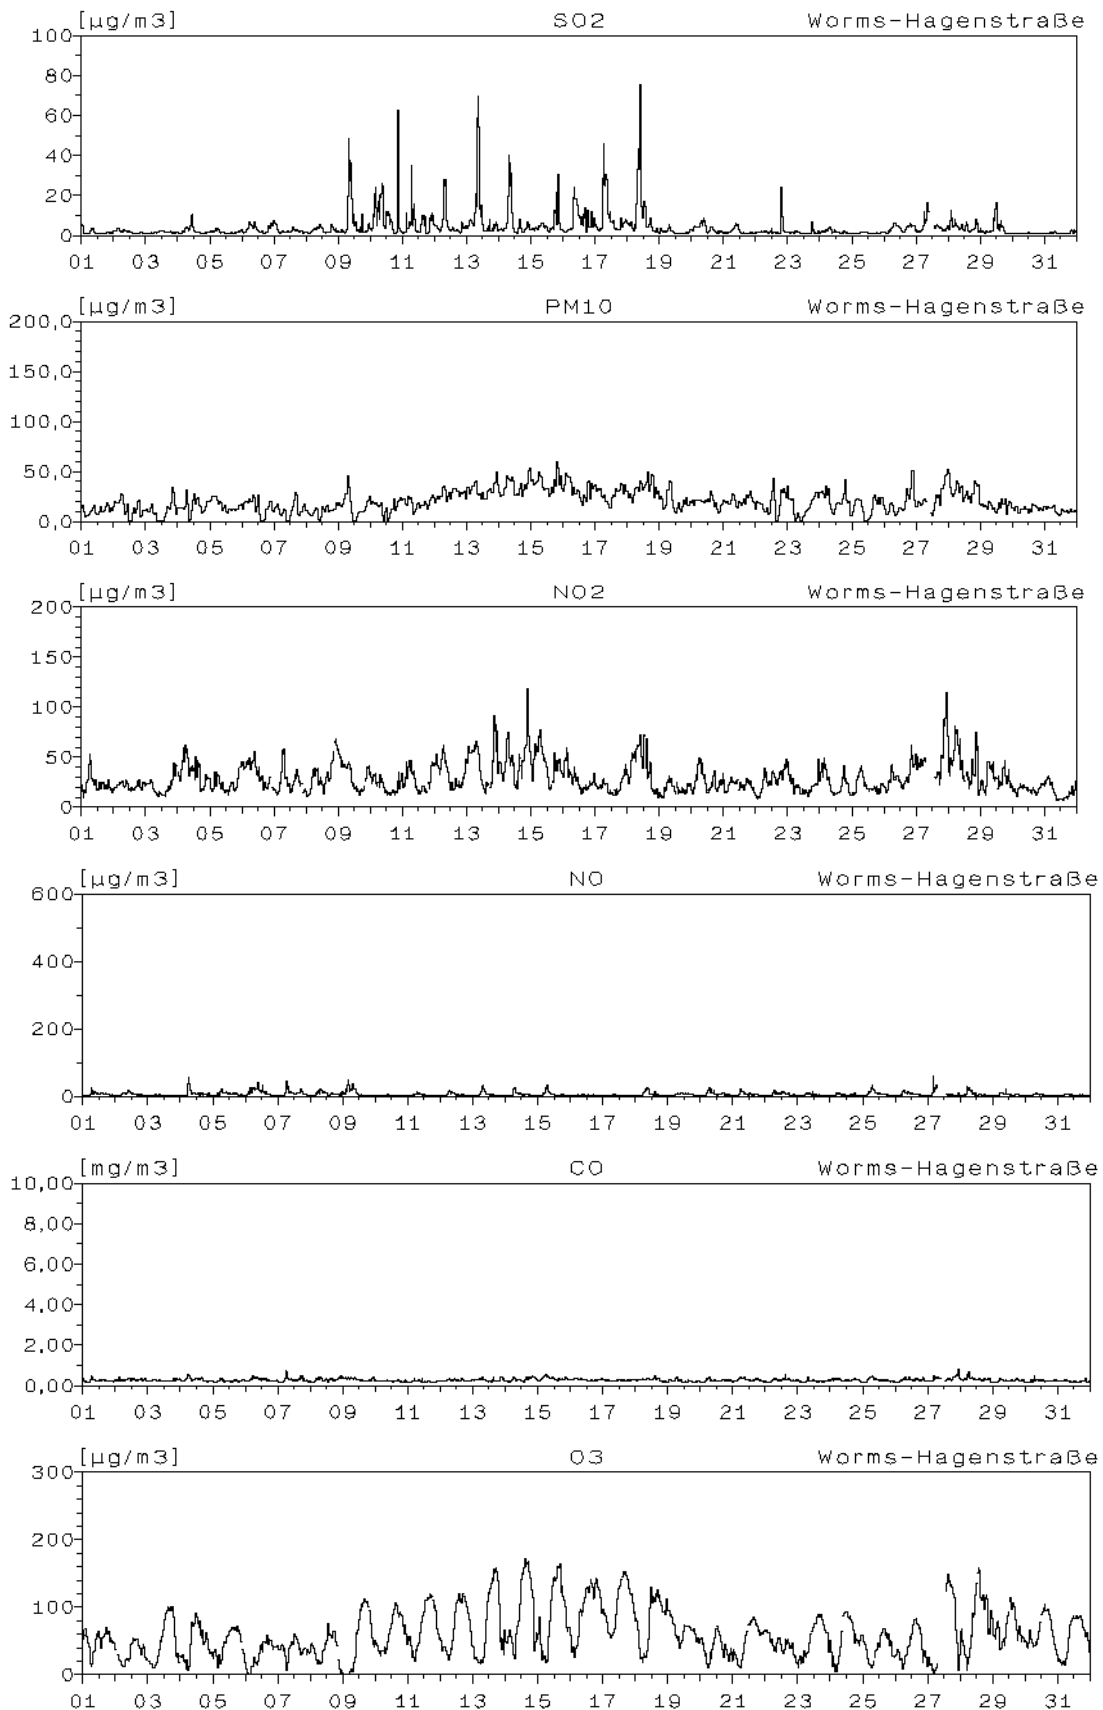 [µg/m3] SO2 Worms-Hagenstraße
100
80
60
40
20
0
01 03 05 07 09 11 13 15 17 19 21 23 25 27 29 31
[µg/m3] PM10 Worms-Hagenstraße
200,0
150,0
100,0
50,0
0,0
01 03 05 07 09 11 13 15 17 19 21 23 25 27 29 31
[µg/m3] NO2 Worms-Hagenstraße
200
150
100
50
0
01 03 05 07 09 11 13 15 17 19 21 23 25 27 29 31
[µg/m3] NO Worms-Hagenstraße
600
400
200
0
01 03 05 07 09 11 13 15 17 19 21 23 25 27 29 31
[mg/m3] CO Worms-Hagenstraße
10,00
8,00
6,00
4,00
2,00
0,00
01 03 05 07 09 11 13 15 17 19 21 23 25 27 29 31
[µg/m3] O3 Worms-Hagenstraße
300
200
100
0
01 03 05 07 09 11 13 15 17 19 21 23 25 27 29 31